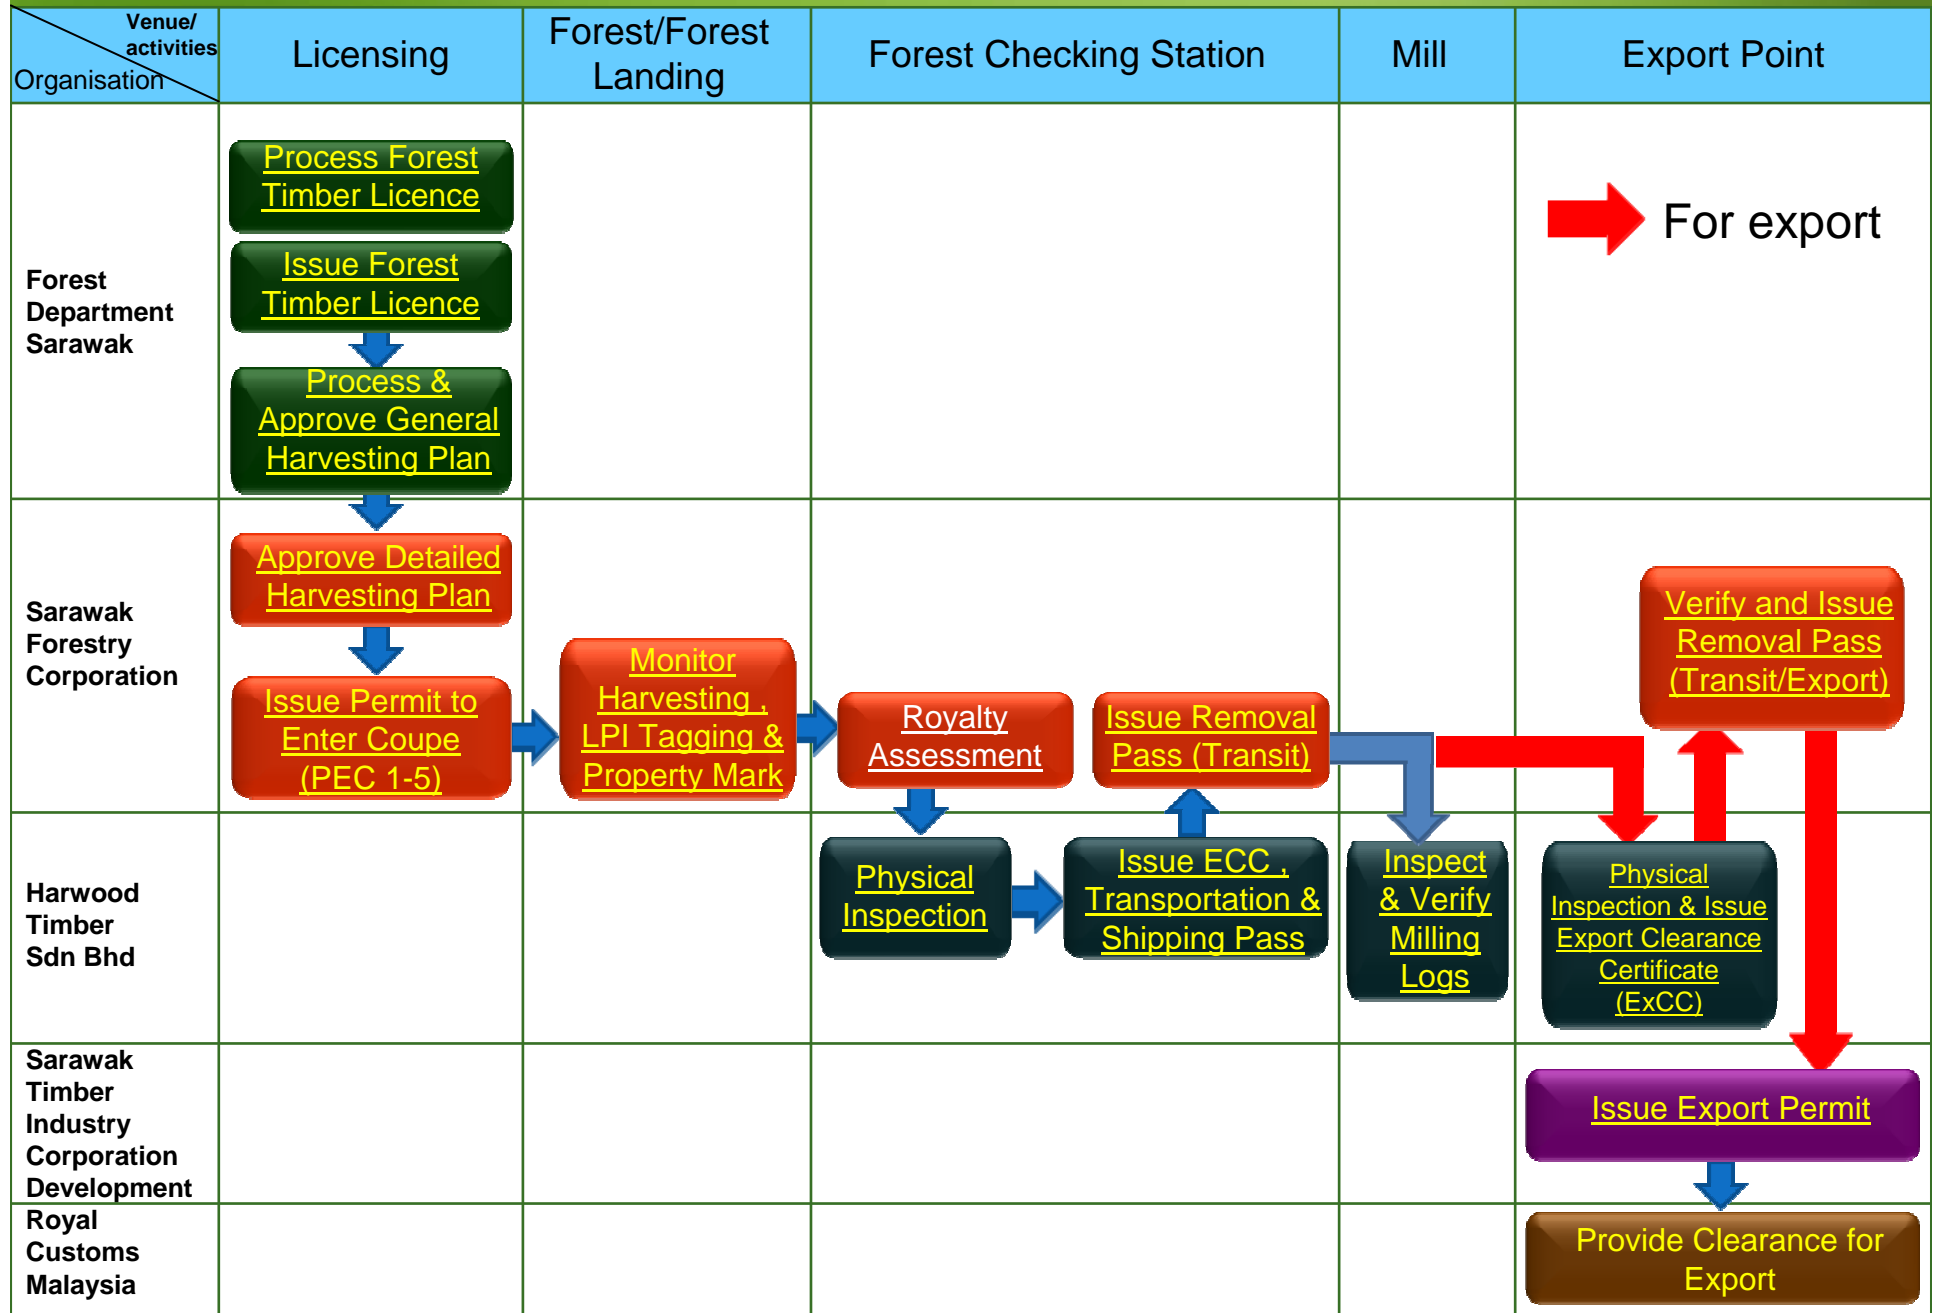 Venue/
activities
Organisation
Licensing
Forest/Forest
Landing
Forest Checking Station
Mill
Export Point
Forest
Department
Sarawak
Process Forest
Timber Licence
Issue Forest
Timber Licence
Process &
Approve General
Harvesting Plan
For export
Sarawak
Forestry
Corporation
Approve Detailed
Harvesting Plan
Issue Permit to
Enter Coupe
(PEC 1-5)
Monitor
Harvesting ,
LPI Tagging &
Property Mark
Royalty
Assessment
Issue Removal
Pass (Transit)
Verify and Issue
Removal Pass
(Transit/Export)
Harwood
Timber
Sdn Bhd
Physical
Inspection
Issue ECC ,
Transportation &
Shipping Pass
Inspect
& Verify
Milling
Logs
Physical
Inspection & Issue
Export Clearance
Certificate
(ExCC)
Sarawak
Timber
Industry
Corporation
Development
Issue Export Permit
Royal
Customs
Malaysia
Provide Clearance for
Export